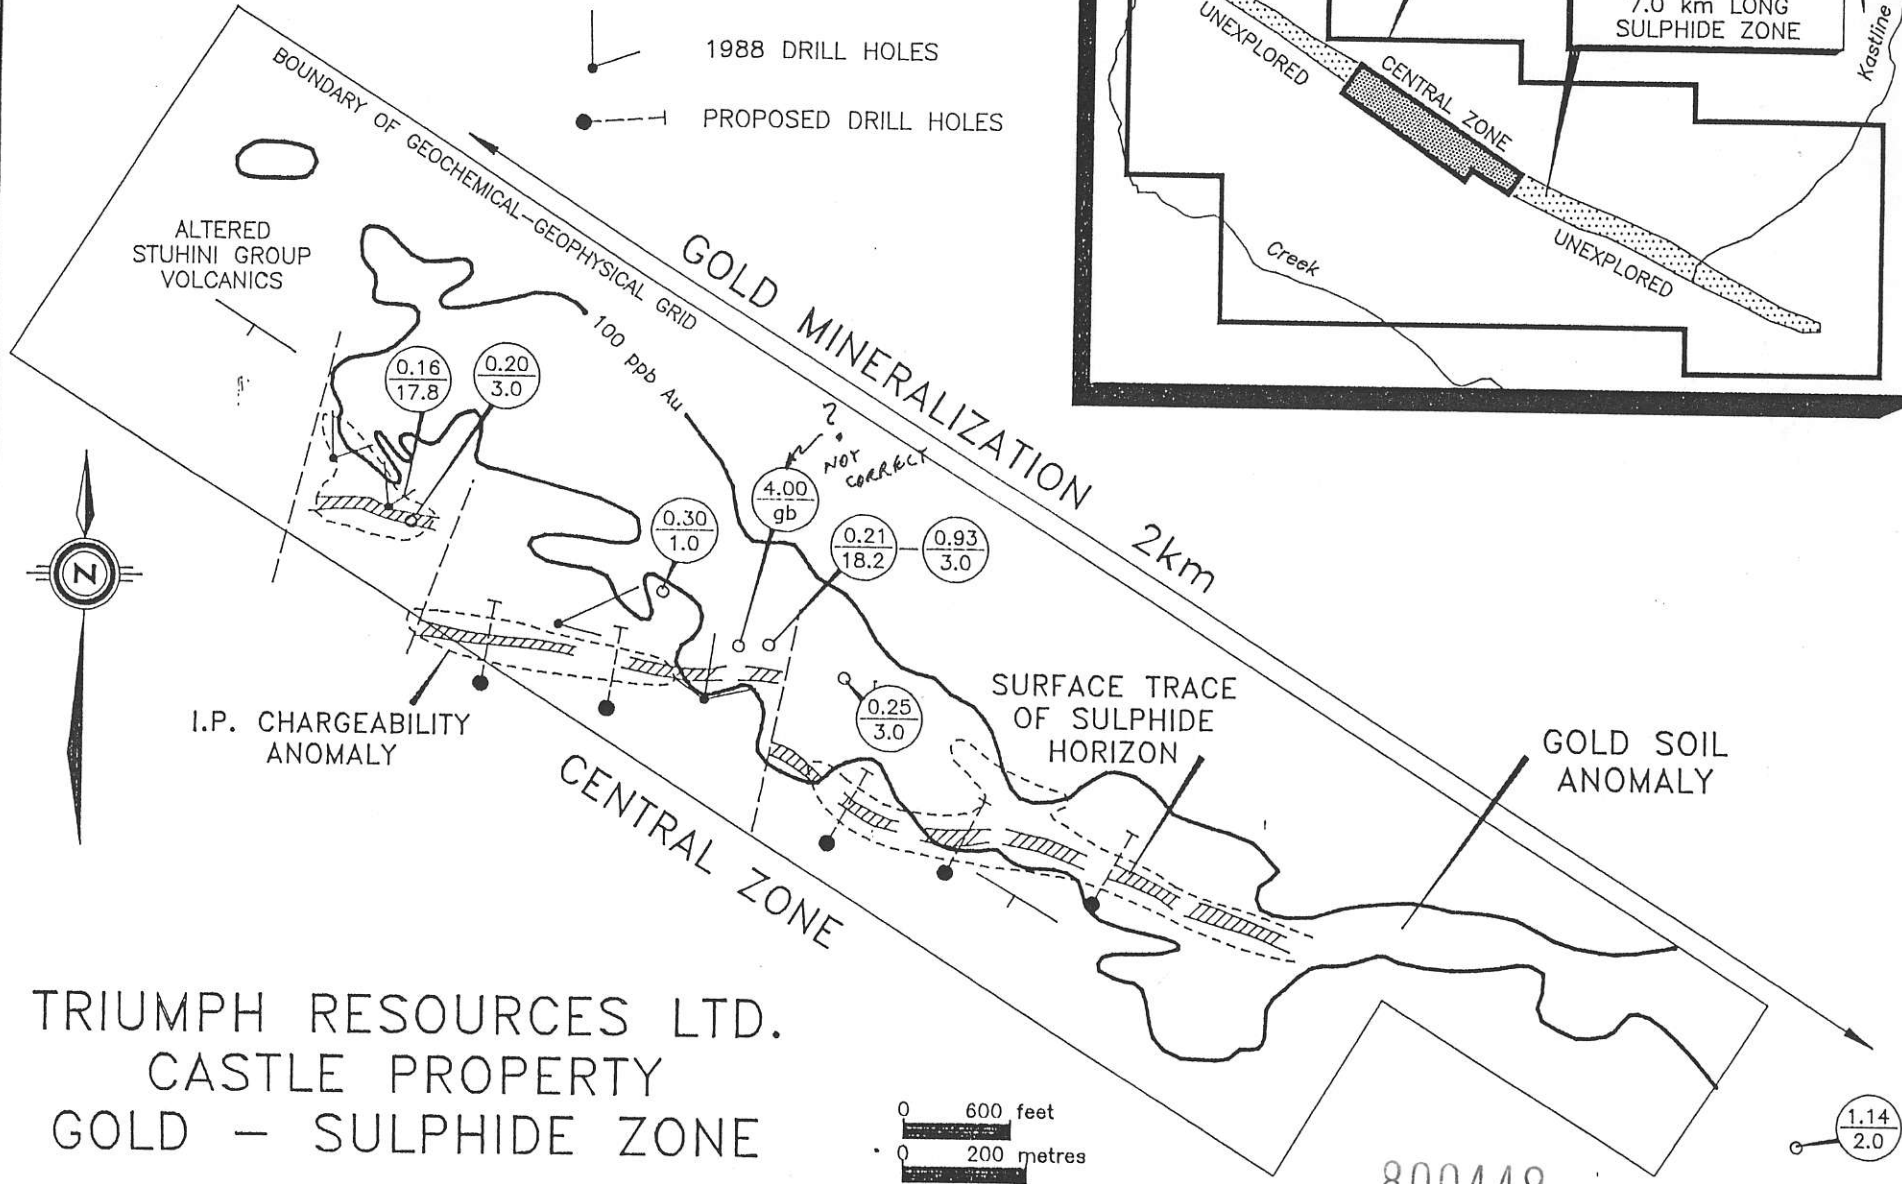 1988 DRILL HOLES
PROPOSED DRILL HOLES
BOUNDARY OF GEOCHEMICAL-GEOPHYSICAL GRID
ALTERED
STUHINI GROUP
VOLCANICS
GOLD MINERALIZATION 2km
100 ppb Au
0.16
17.8
0.20
3.0
0.30
1.0
?
NOT
CORRECT
4.00
gb
0.21
18.2
0.93
3.0
0.25
3.0
N
I.P. CHARGEABILITY
ANOMALY
CENTRAL ZONE
SURFACE TRACE
OF SULPHIDE
HORIZON
GOLD SOIL
ANOMALY
7.0 km LONG
SULPHIDE ZONE
Kastline
UNEXPLORED
CENTRAL ZONE
UNEXPLORED
Creek
TRIUMPH RESOURCES LTD.
CASTLE PROPERTY
GOLD – SULPHIDE ZONE
0 600 feet
0 200 metres
1.14
2.0